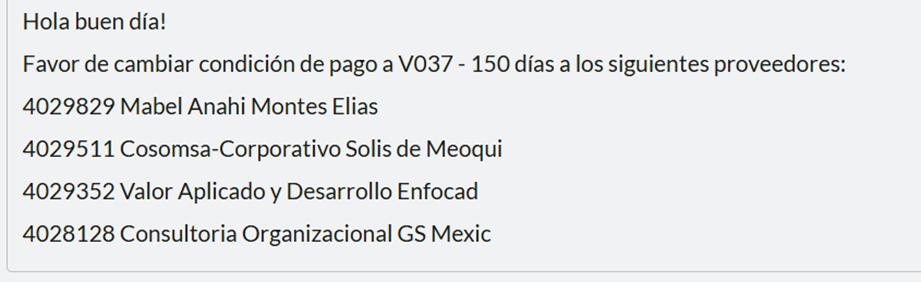 Hola buen día!
Favor de cambiar condición de pago a V037 - 150 días a los siguientes proveedores:
4029829 Mabel Anahi Montes Elias
4029511 Cosomsa-Corporativo Solis de Meoqui
4029352 Valor Aplicado y Desarrollo Enfocad
4028128 Consultoria Organizacional GS Mexic